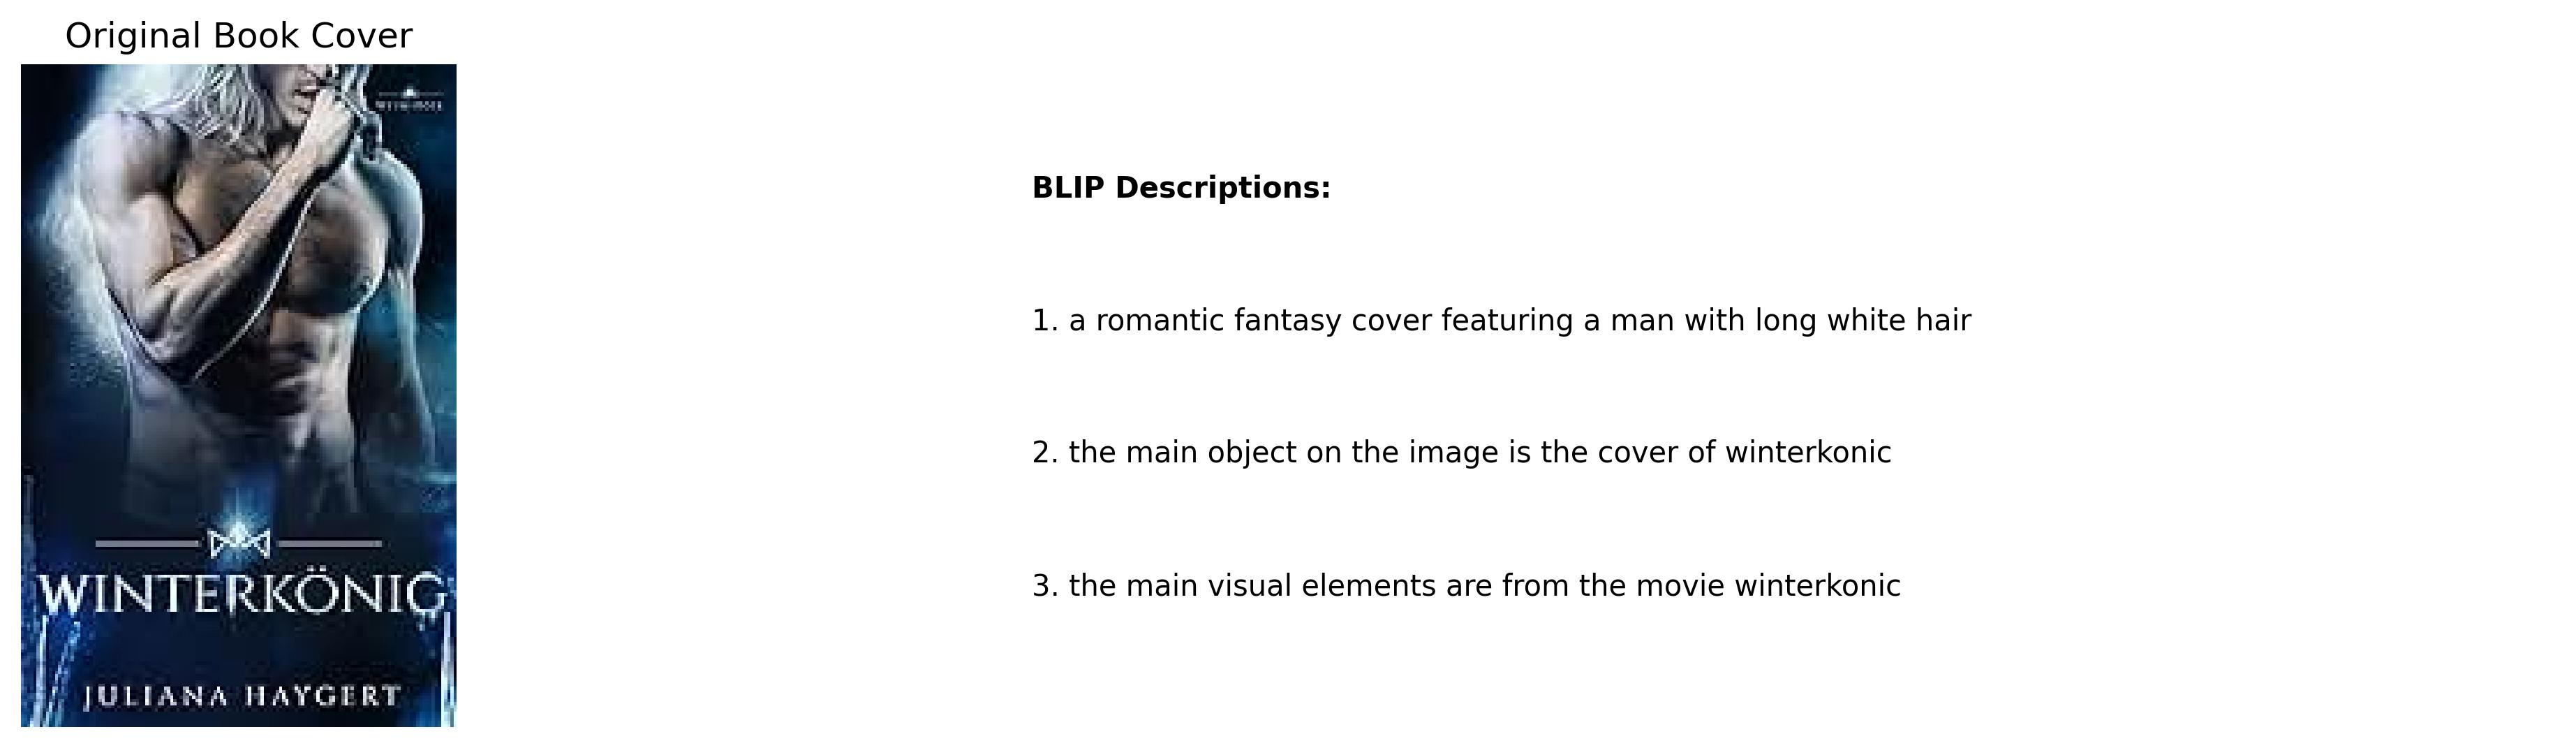 Original Book Cover
WINTERKÖNIG
JULIANA HAYGERT
BLIP Descriptions:
1. a romantic fantasy cover featuring a man with long white hair
2. the main object on the image is the cover of winterkonic
3. the main visual elements are from the movie winterkonic